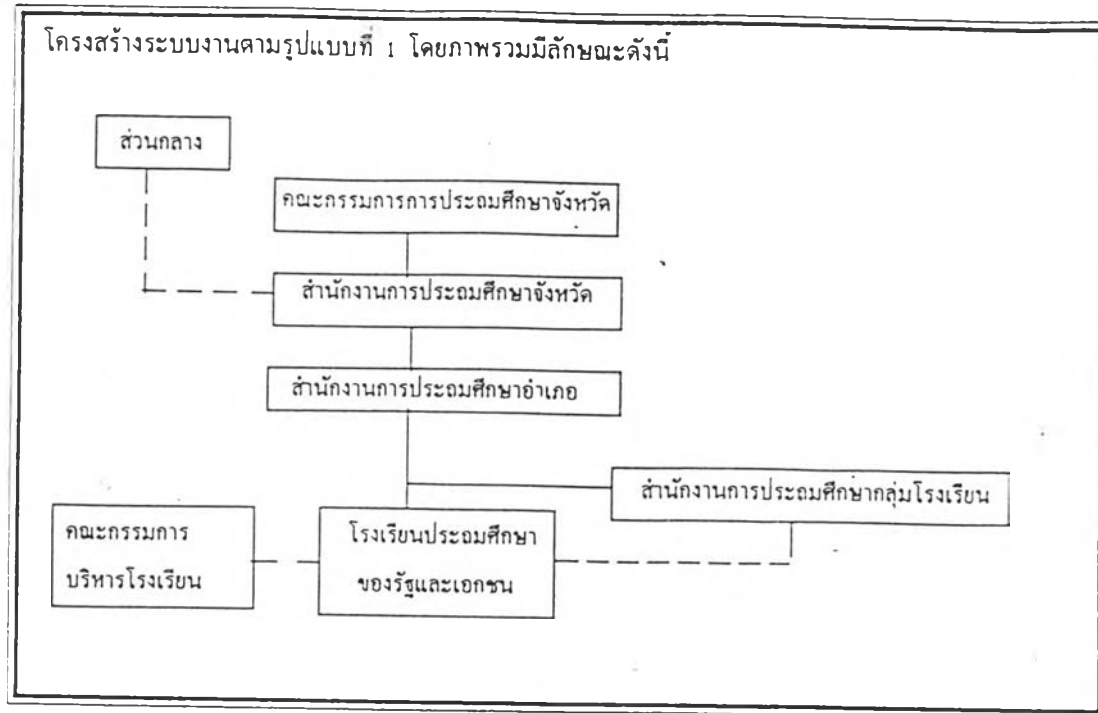 โครงสร้างระบบงานตามรูปแบบที่ 1 โดยภาพรวมมีลักษณะดังนี้
ส่วนกลาง
คณะกรรมการการประถมศึกษาจังหวัด
สำนักงานการประถมศึกษาจังหวัด
สำนักงานการประถมศึกษาอำเภอ
สำนักงานการประถมศึกษากลุ่มโรงเรียน
คณะกรรมการ
บริหารโรงเรียน
โรงเรียนประถมศึกษา
ของรัฐและเอกชน